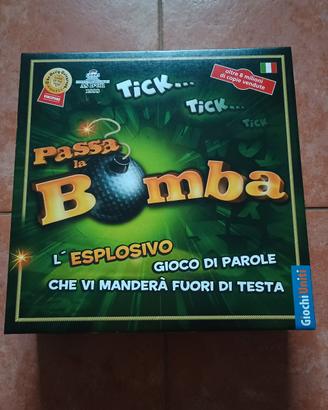 oltre 8 milioni
di copie vendute
TICK...
TICK...
TICK
Passa
la
Bomba
L'ESPLOSIVO
GIOCO DI PAROLE
CHE VI MANDERÀ FUORI DI TESTA
Giochi Uniti